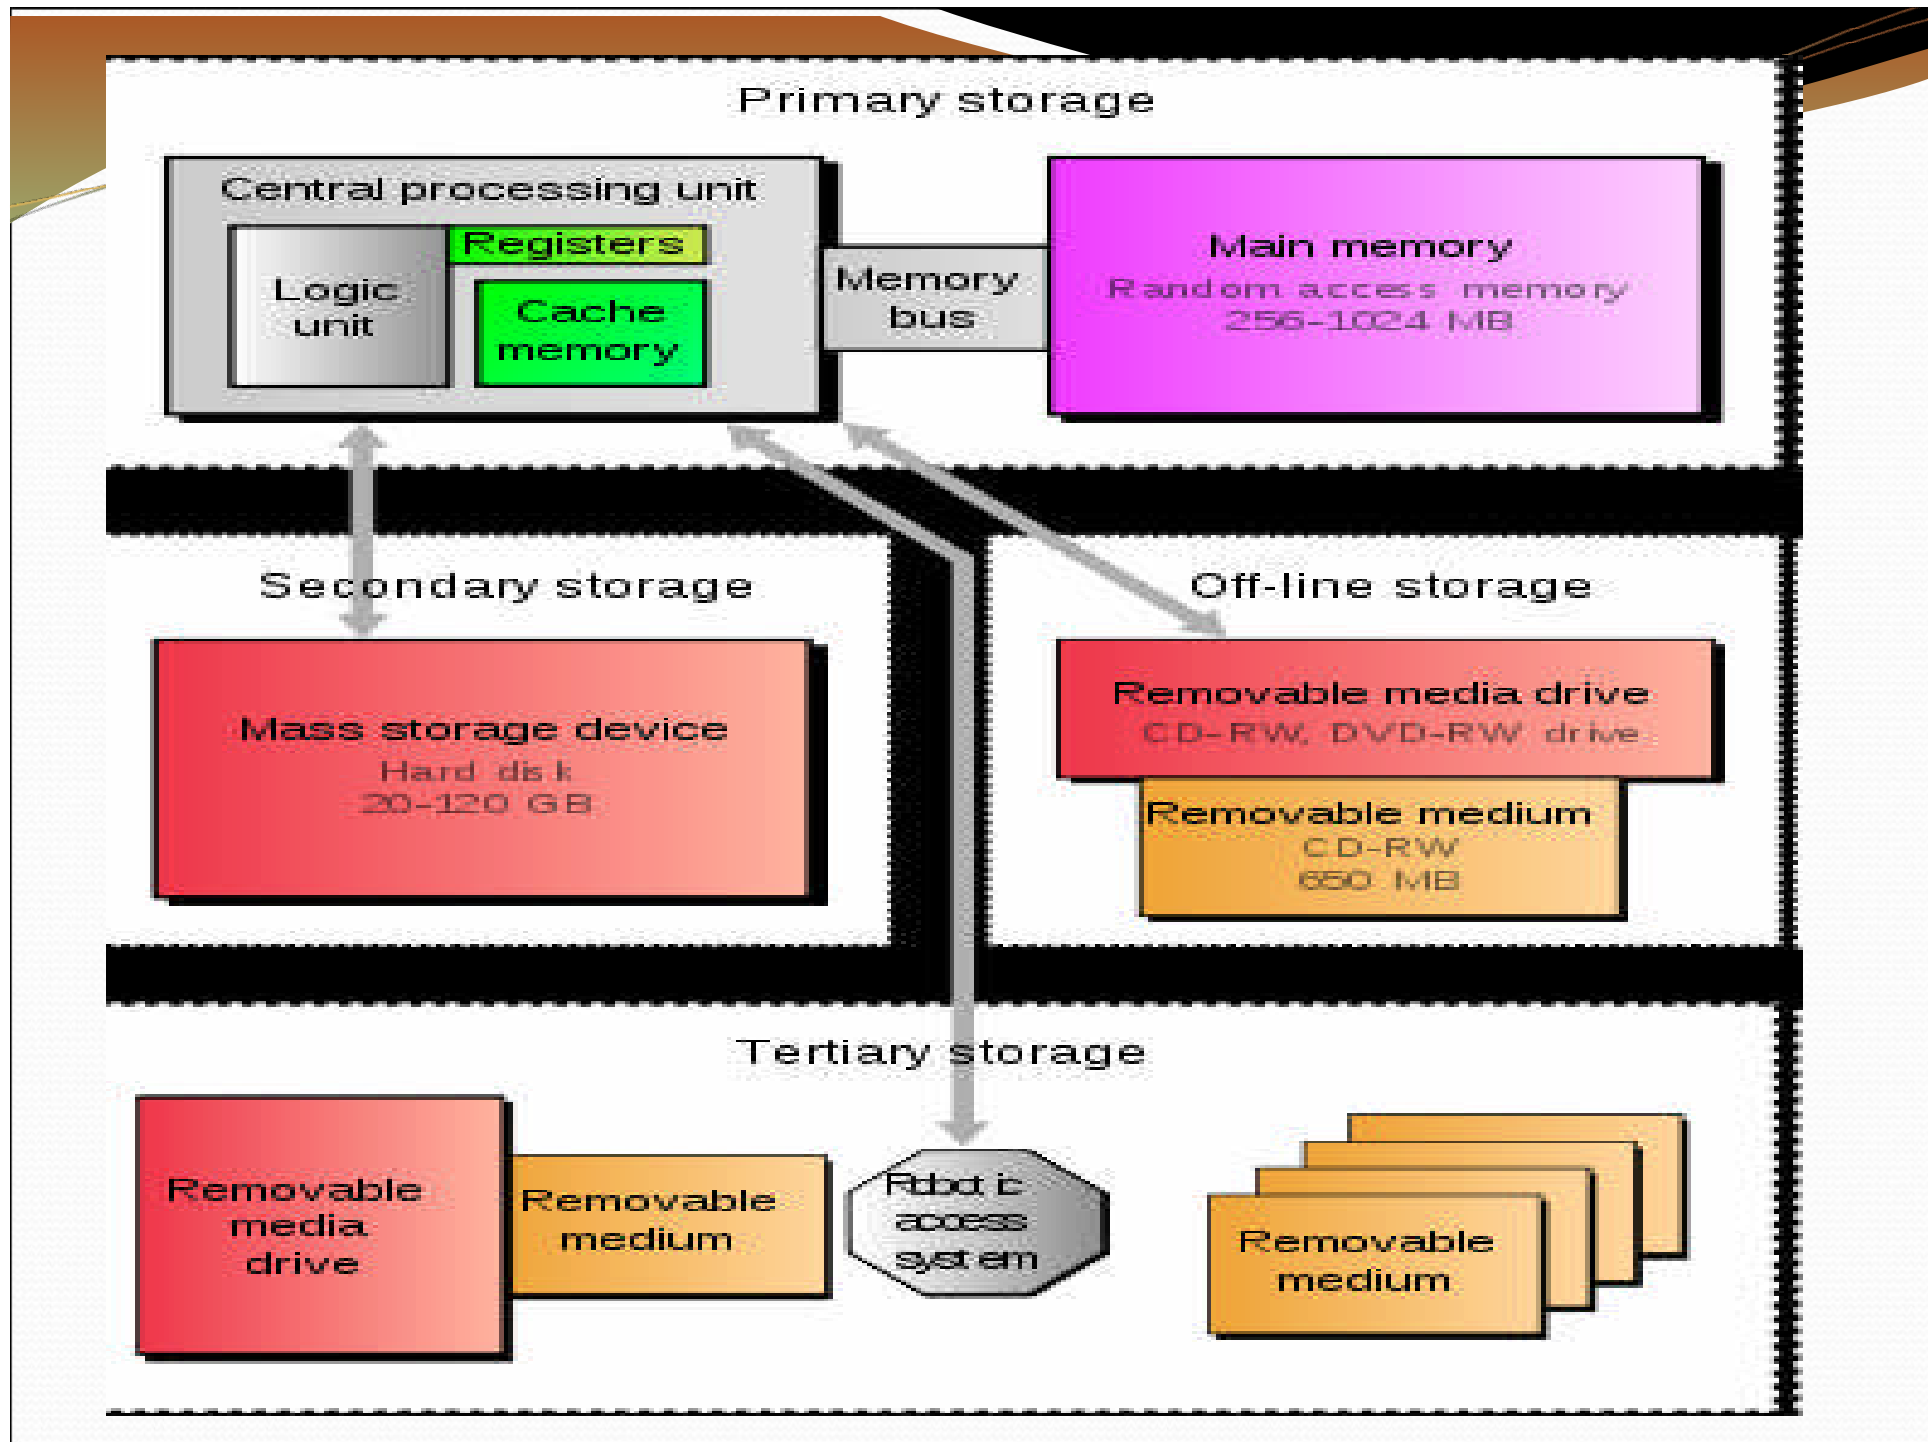 Primary storage
Central processing unit
Registers
Logic
unit
Cache
memory
Memory
bus
Main memory
Random access memory
256-1024 MB
Secondary storage
Mass storage device
Hard disk
20-120 GB
Off-line storage
Removable media drive
CD-RW, DVD-RW drive
Removable medium
CD-RW
650 MB
Tertiary storage
Removable
media
drive
Removable
medium
Robotic
access
system
Removable
medium